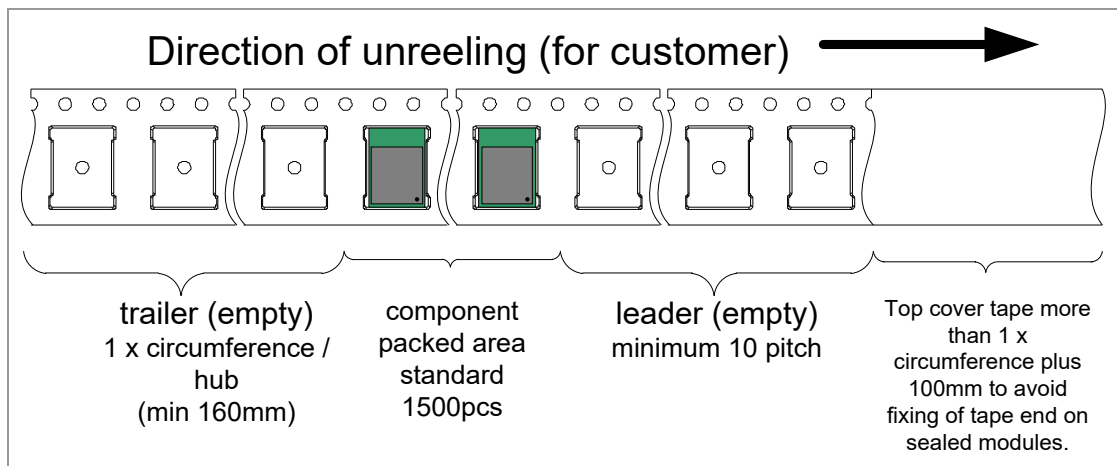 Direction of unreeling (for customer)
trailer (empty)
1 x circumference /
hub
(min 160mm)
component
packed area
standard
1500pcs
leader (empty)
minimum 10 pitch
Top cover tape more
than 1 x
circumference plus
100mm to avoid
fixing of tape end on
sealed modules.